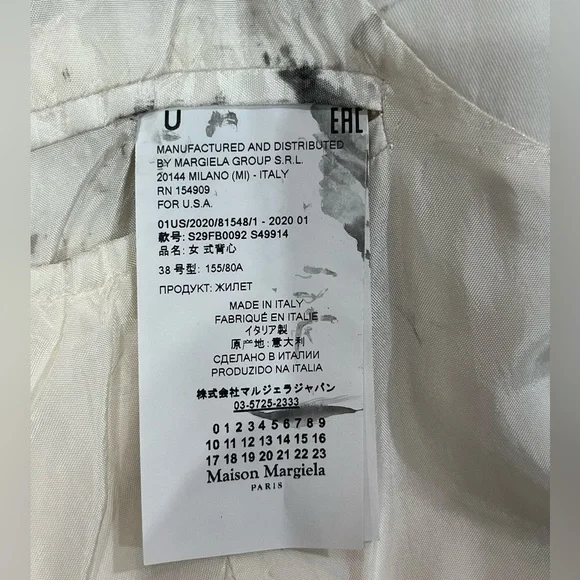 U EAC
MANUFACTURED AND DISTRIBUTED
BY MARGIELA GROUP S.R.L.
20144 MILANO (MI) - ITALY
RN 154909
FOR U.S.A.
01US/2020/81548/1 - 2020 01
款号: S29FB0092 S49914
品名: 女 式背心
38 号型: 155/80A
ПРОДУКТ: ЖИЛЕТ
MADE IN ITALY
FABRIQUÉ EN ITALIE
イタリア製
原产地: 意大利
СДЕЛАНО В ИТАЛИИ
PRODUZIDO NA ITALIA
株式会社マルジェラジャパン
03-5725-2333
0 1 2 3 4 5 6 7 8 9
10 11 12 13 14 15 16
17 18 19 20 21 22 23
Maison Margiela
PARIS